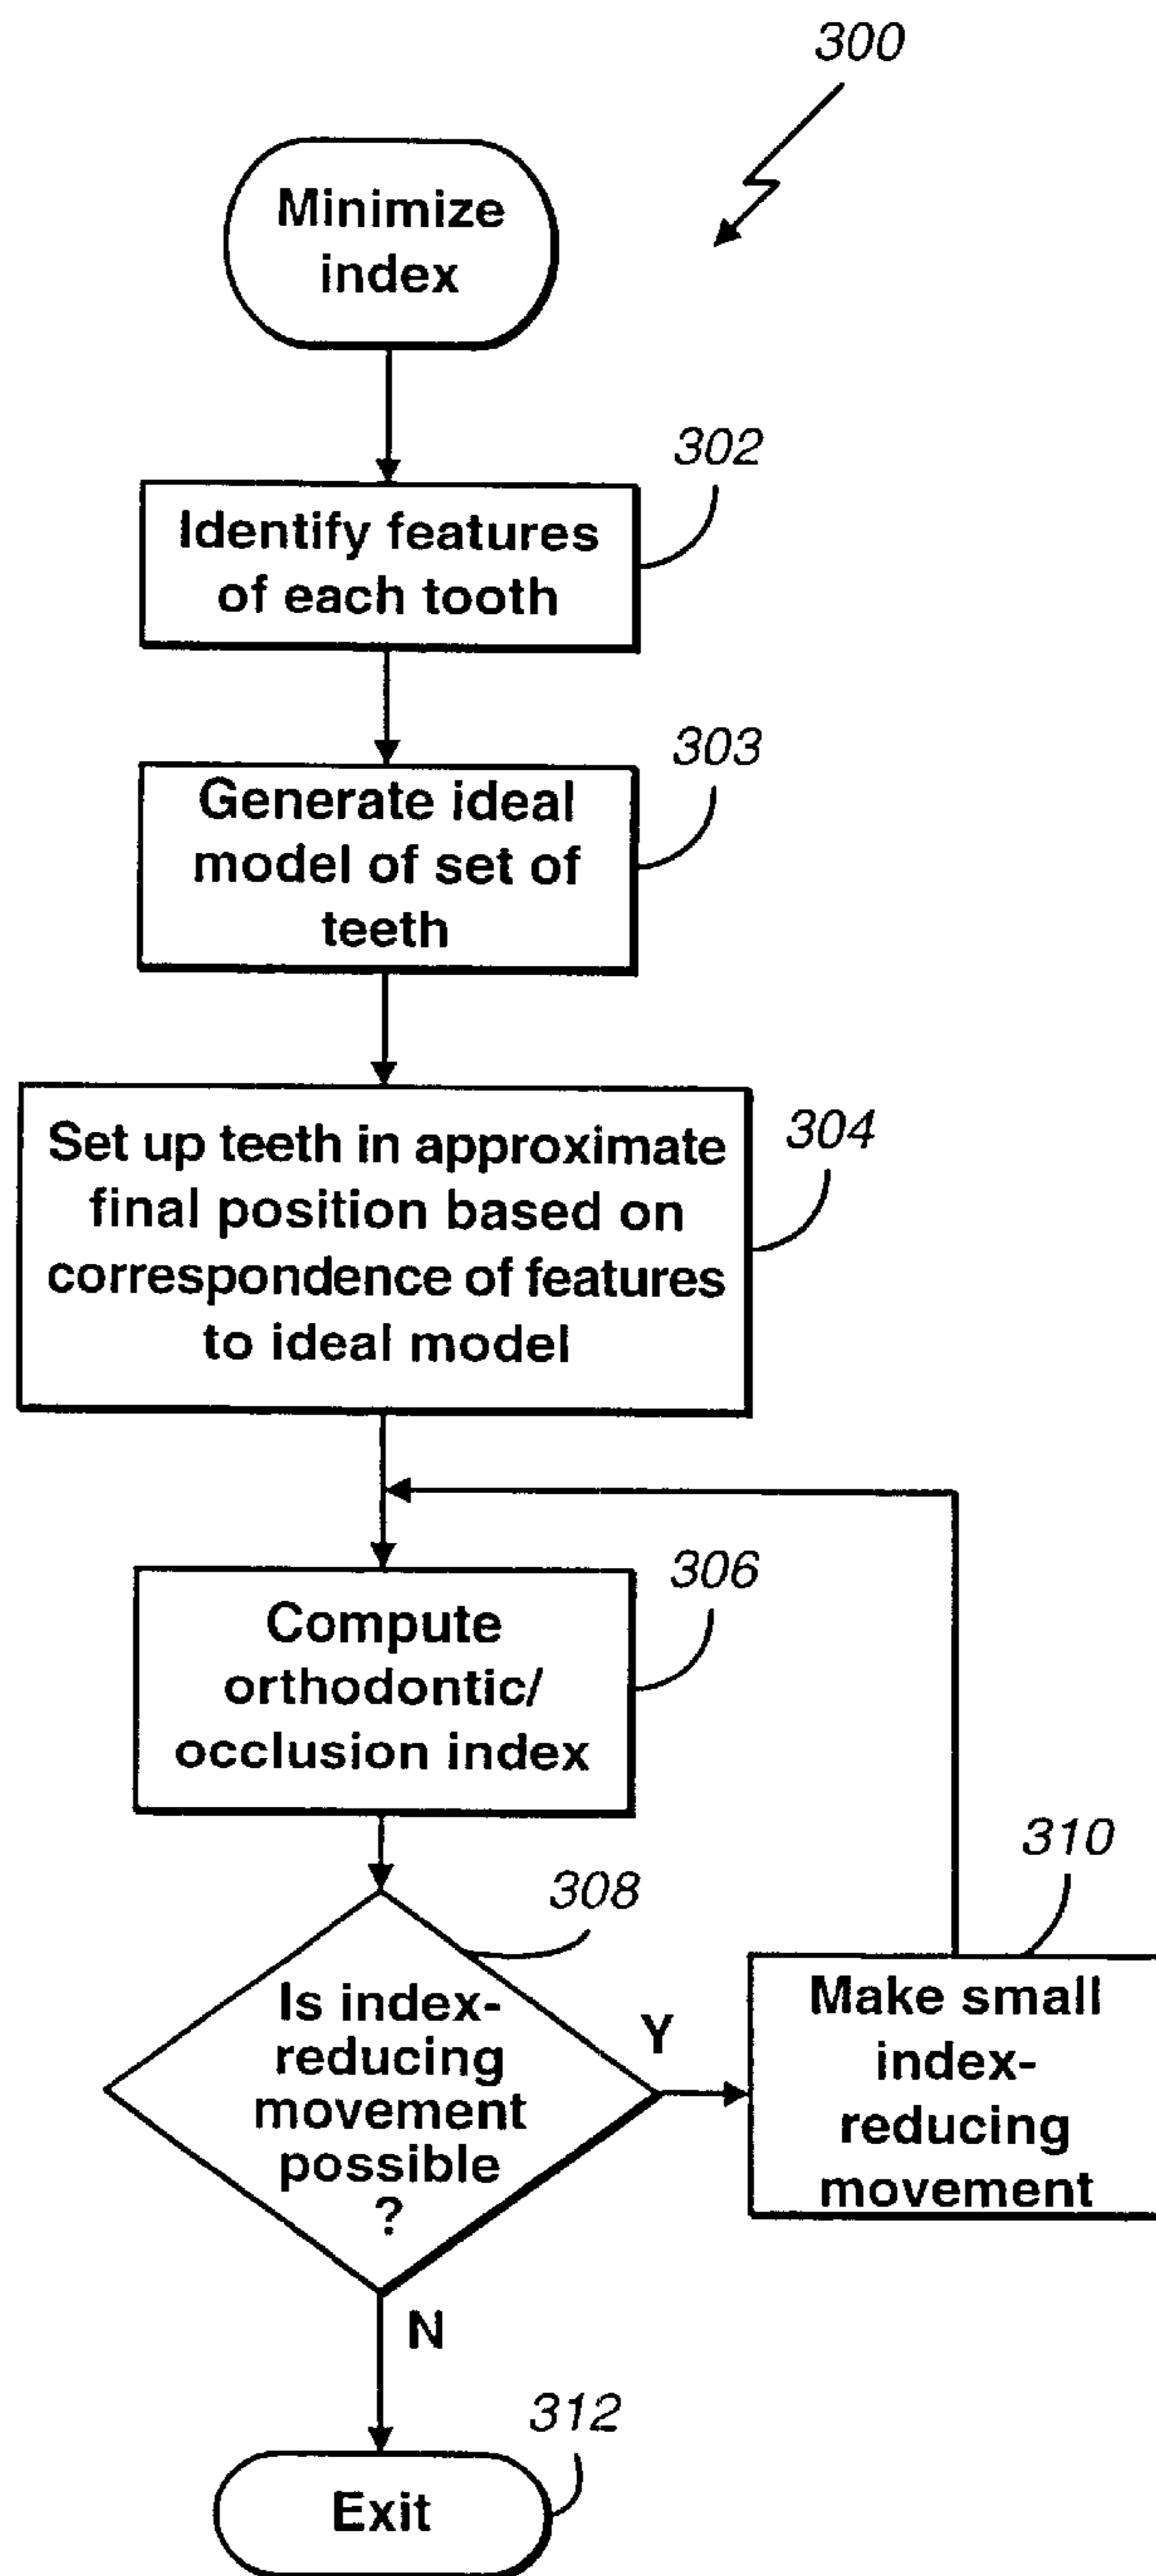 300
Minimize
index
302
Identify features
of each tooth
303
Generate ideal
model of set of
teeth
304
Set up teeth in approximate
final position based on
correspondence of features
to ideal model
306
Compute
orthodontic/
occlusion index
308
Is index-
reducing
movement
possible
?
Y
N
310
Make small
index-
reducing
movement
312
Exit